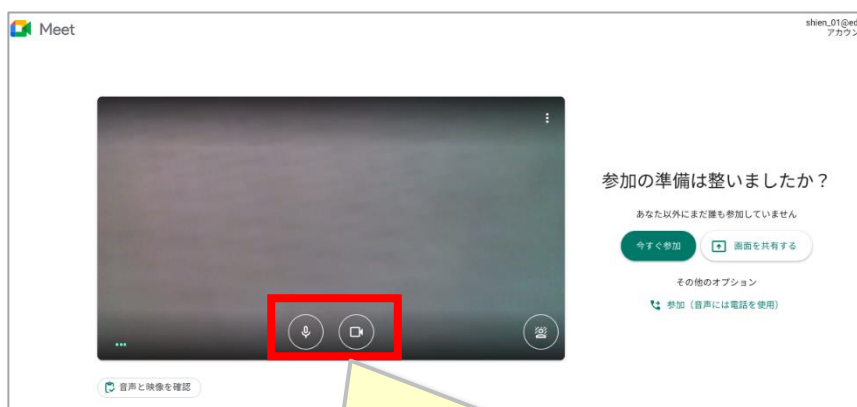 Meet
shien_01@ed
アカウン
参加の準備は整いましたか？
あなた以外にまだ誰も参加していません
今すぐ参加
画面を共有する
その他のオプション
参加（音声には電話を使用）
音声と映像を確認